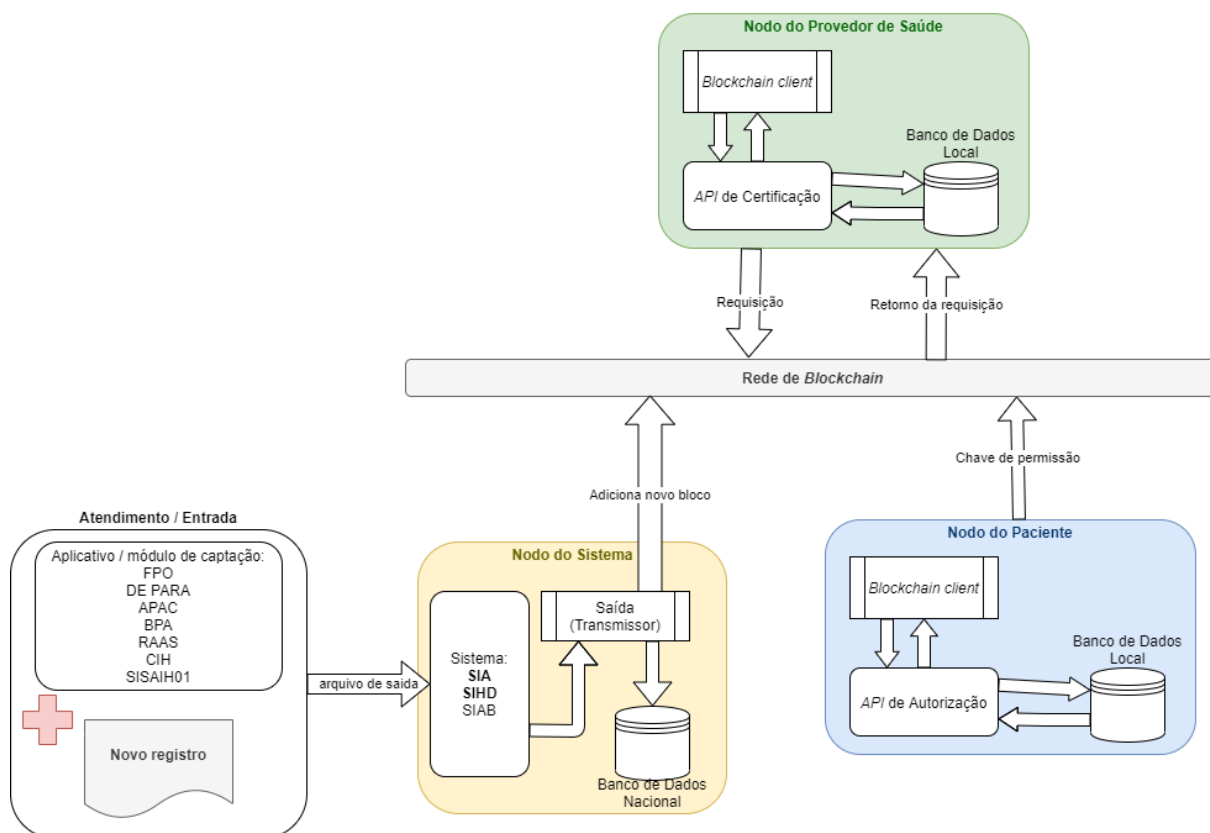 Nodo do Provedor de Saúde
Blockchain client
Banco de Dados
Local
API de Certificação
Requisição
Retorno da requisição
Rede de Blockchain
Adiciona novo bloco
Chave de permissão
Atendimento / Entrada
Aplicativo / módulo de captação:
FPO
DE PARA
APAC
BPA
RAAS
CIH
SISAIH01
Novo registro
arquivo de saída
Nodo do Sistema
Saída
(Transmissor)
Sistema:
SIA
SIHD
SIAB
Banco de Dados
Nacional
Nodo do Paciente
Blockchain client
Banco de Dados
Local
API de Autorização